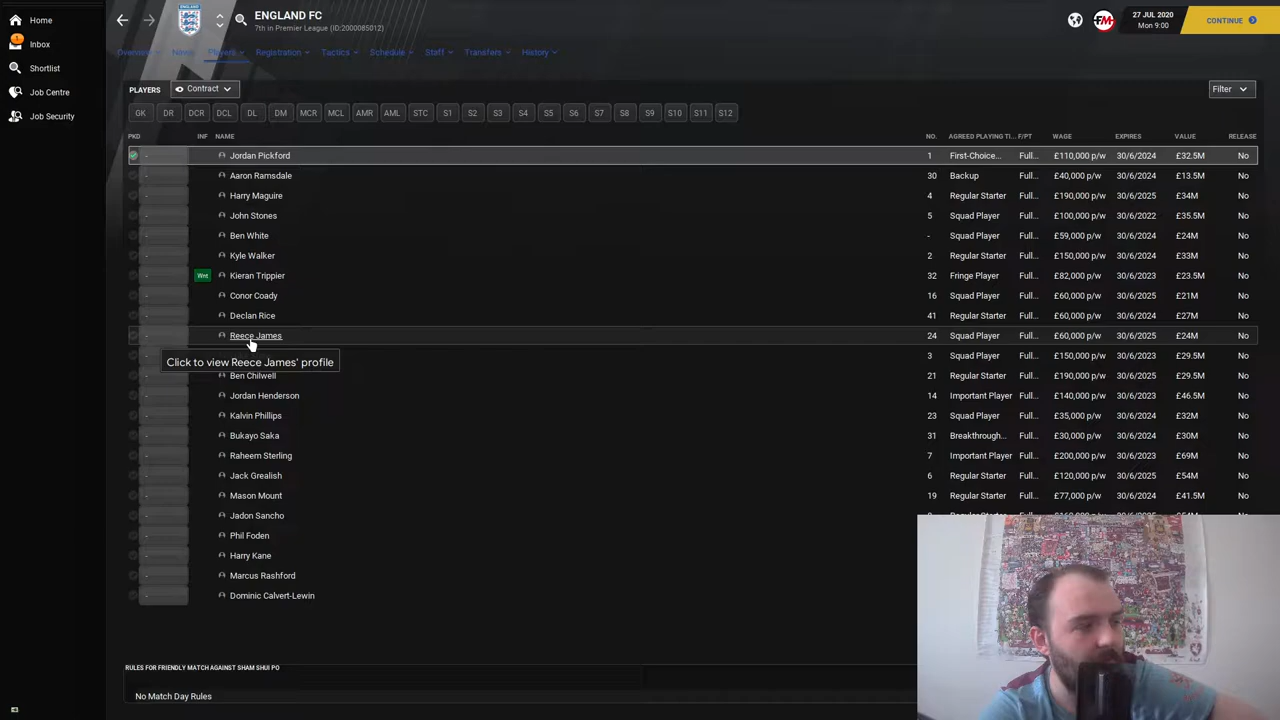 Home
Inbox
Shortlist
Job Centre
Job Security
ENGLAND FC
7th in Premier League (ID:2000085012)
27 JUL 2020
Mon 9:00
CONTINUE
Overview News Players Registration Tactics Schedule Staff Transfers History
PLAYERS Contract Filter
GK DR DCR DCL DL DM MCR MCL AMR AML STC S1 S2 S3 S4 S5 S6 S7 S8 S9 S10 S11 S12
PKD INF NAME NO. AGREED PLAYING TI... F/PT WAGE EXPIRES VALUE RELEASE
- Jordan Pickford 1 First-Choice... Full... £110,000 p/w 30/6/2024 £32.5M No
- Aaron Ramsdale 30 Backup Full... £40,000 p/w 30/6/2024 £13.5M No
- Harry Maguire 4 Regular Starter Full... £190,000 p/w 30/6/2025 £34M No
- John Stones 5 Squad Player Full... £100,000 p/w 30/6/2022 £35.5M No
- Ben White - Squad Player Full... £59,000 p/w 30/6/2024 £24M No
- Kyle Walker 2 Regular Starter Full... £150,000 p/w 30/6/2024 £33M No
- Wnt Kieran Trippier 32 Fringe Player Full... £82,000 p/w 30/6/2023 £23.5M No
- Conor Coady 16 Squad Player Full... £60,000 p/w 30/6/2025 £21M No
- Declan Rice 41 Regular Starter Full... £60,000 p/w 30/6/2024 £27M No
- Reece James 24 Squad Player Full... £60,000 p/w 30/6/2025 £24M No
Click to view Reece James' profile
3 Squad Player Full... £150,000 p/w 30/6/2023 £29.5M No
- Ben Chilwell 21 Regular Starter Full... £190,000 p/w 30/6/2025 £29.5M No
- Jordan Henderson 14 Important Player Full... £140,000 p/w 30/6/2023 £46.5M No
- Kalvin Phillips 23 Squad Player Full... £35,000 p/w 30/6/2024 £32M No
- Bukayo Saka 31 Breakthrough... Full... £30,000 p/w 30/6/2024 £30M No
- Raheem Sterling 7 Important Player Full... £200,000 p/w 30/6/2023 £69M No
- Jack Grealish 6 Regular Starter Full... £120,000 p/w 30/6/2025 £54M No
- Mason Mount 19 Regular Starter Full... £77,000 p/w 30/6/2024 £41.5M No
- Jadon Sancho
- Phil Foden
- Harry Kane
- Marcus Rashford
- Dominic Calvert-Lewin
RULES FOR FRIENDLY MATCH AGAINST SHAM SHUI PO
No Match Day Rules